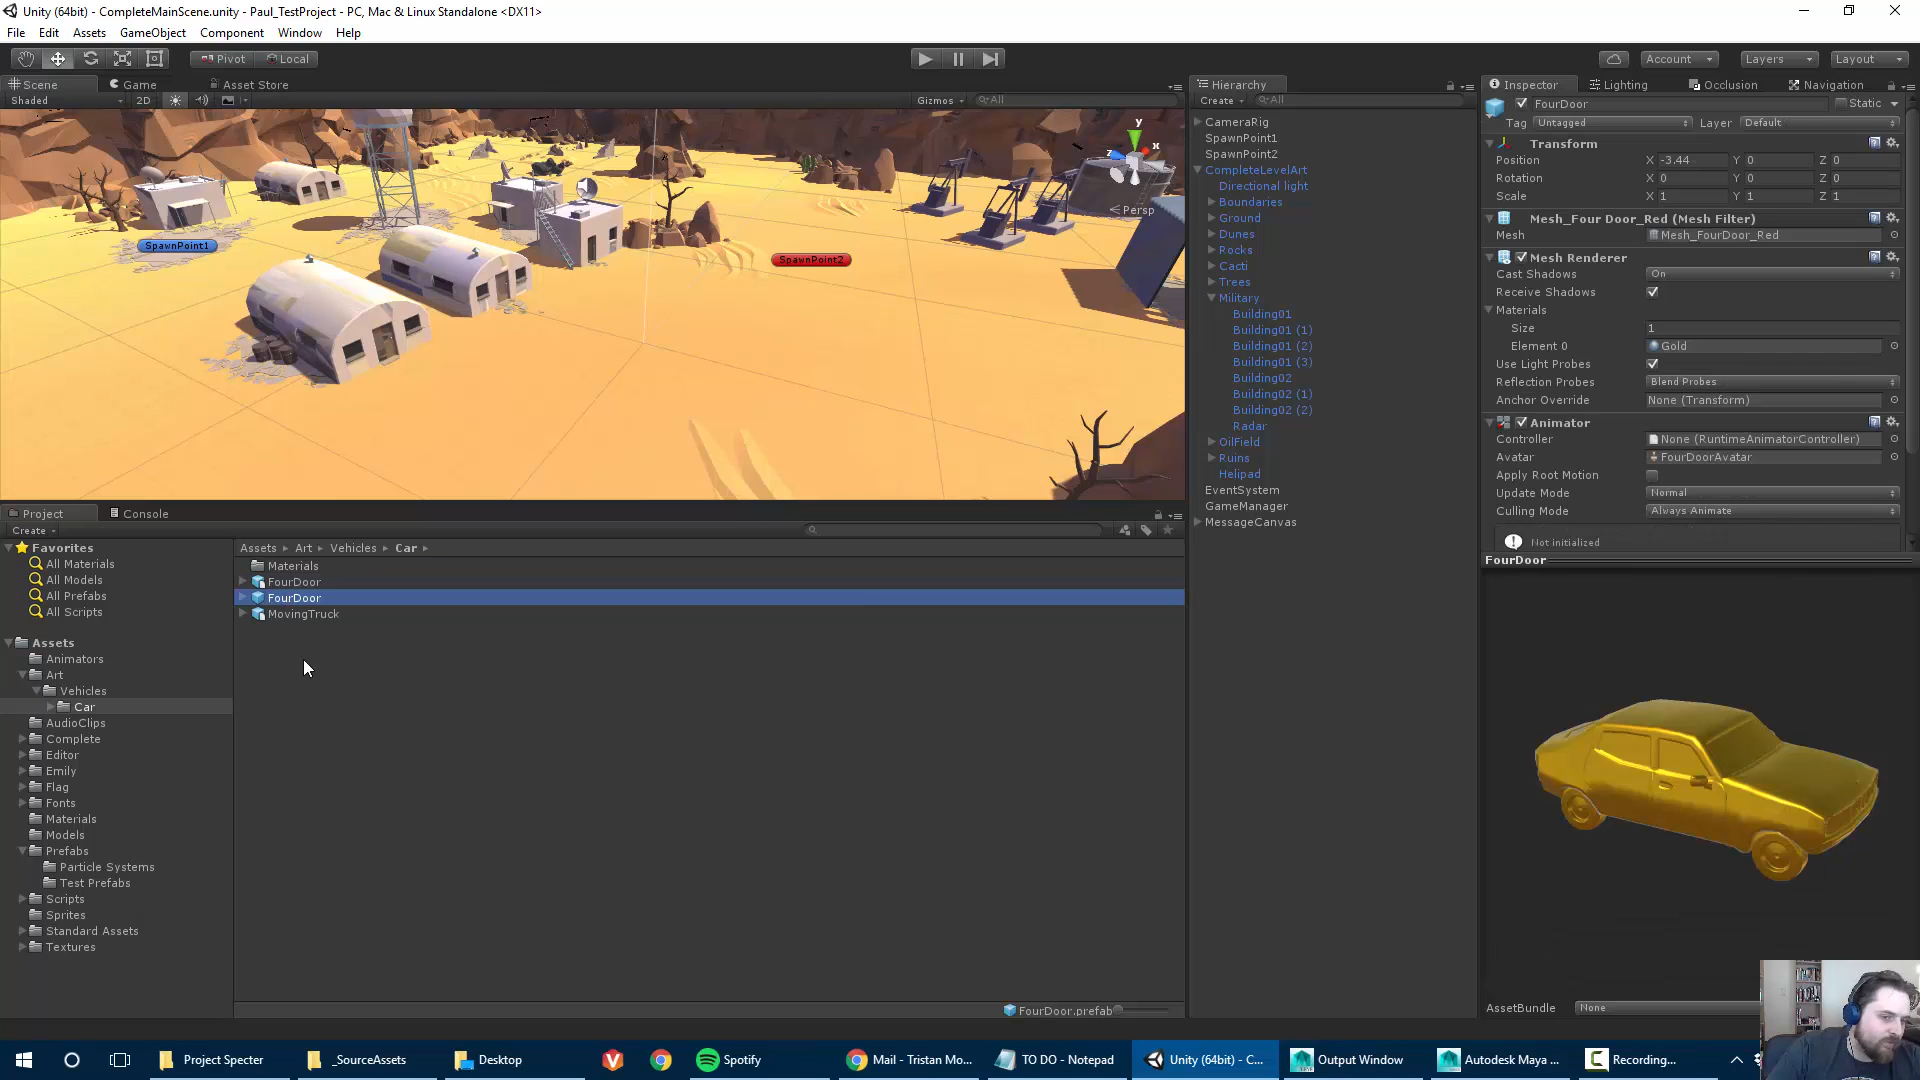 Unity (64bit) - CompleteMainScene.unity - Paul_TestProject - PC, Mac & Linux Standalone <DX11>
File Edit Assets GameObject Component Window Help
Pivot Local
Account Layers Layout
Scene Game Asset Store
Shaded 2D Gizmos All
y
x
z
Persp
SpawnPoint1
SpawnPoint2
Hierarchy
Create All
CameraRig
SpawnPoint1
SpawnPoint2
CompleteLevelArt
Directional light
Boundaries
Ground
Dunes
Rocks
Cacti
Trees
Military
Building01
Building01 (1)
Building01 (2)
Building01 (3)
Building02
Building02 (1)
Building02 (2)
Radar
OilField
Ruins
Helipad
EventSystem
GameManager
MessageCanvas
Inspector Lighting Occlusion Navigation
FourDoor Static
Tag Untagged Layer Default
Transform
Position X -3.44 Y 0 Z 0
Rotation X 0 Y 0 Z 0
Scale X 1 Y 1 Z 1
Mesh_Four Door_Red (Mesh Filter)
Mesh Mesh_FourDoor_Red
Mesh Renderer
Cast Shadows On
Receive Shadows
Materials
Size 1
Element 0 Gold
Use Light Probes
Reflection Probes Blend Probes
Anchor Override None (Transform)
Animator
Controller None (RuntimeAnimatorController)
Avatar FourDoorAvatar
Apply Root Motion
Update Mode Normal
Culling Mode Always Animate
Not initialized
FourDoor
AssetBundle None
Project Console
Create
Favorites
All Materials
All Models
All Prefabs
All Scripts
Assets
Animators
Art
Vehicles
Car
AudioClips
Complete
Editor
Emily
Flag
Fonts
Materials
Models
Prefabs
Particle Systems
Test Prefabs
Scripts
Sprites
Standard Assets
Textures
Assets Art Vehicles Car
Materials
FourDoor
FourDoor
MovingTruck
FourDoor.prefab
Project Specter _SourceAssets Desktop Spotify Mail - Tristan Mo... TO DO - Notepad Unity (64bit) - C... Output Window Autodesk Maya ... Recording...